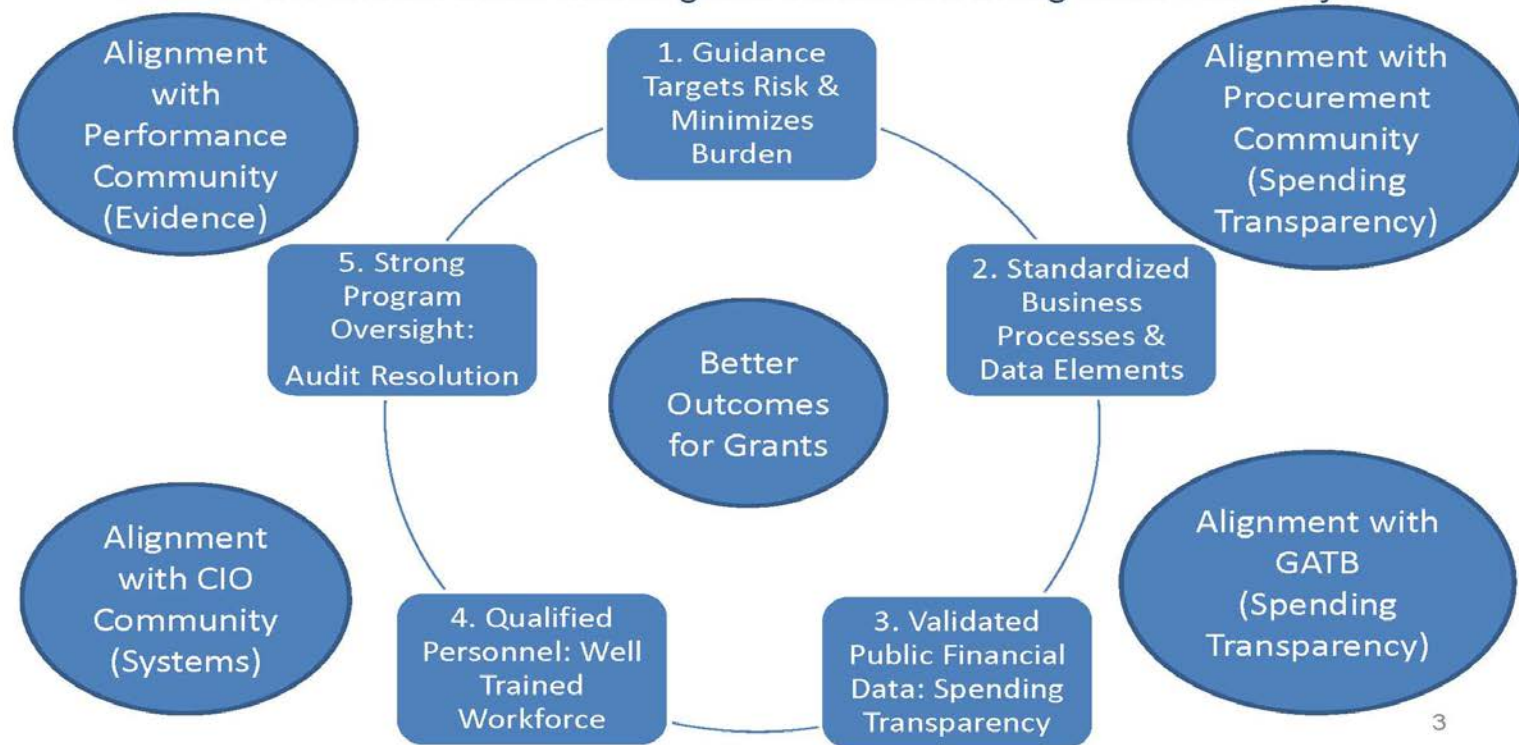 Alignment
with
Performance
Community
(Evidence)
1. Guidance
Targets Risk &
Minimizes
Burden
Alignment with
Procurement
Community
(Spending
Transparency)
5. Strong
Program
Oversight:
Audit Resolution
Better
Outcomes
for Grants
2. Standardized
Business
Processes &
Data Elements
Alignment
with CIO
Community
(Systems)
4. Qualified
Personnel: Well
Trained
Workforce
3. Validated
Public Financial
Data: Spending
Transparency
Alignment with
GATB
(Spending
Transparency)
3